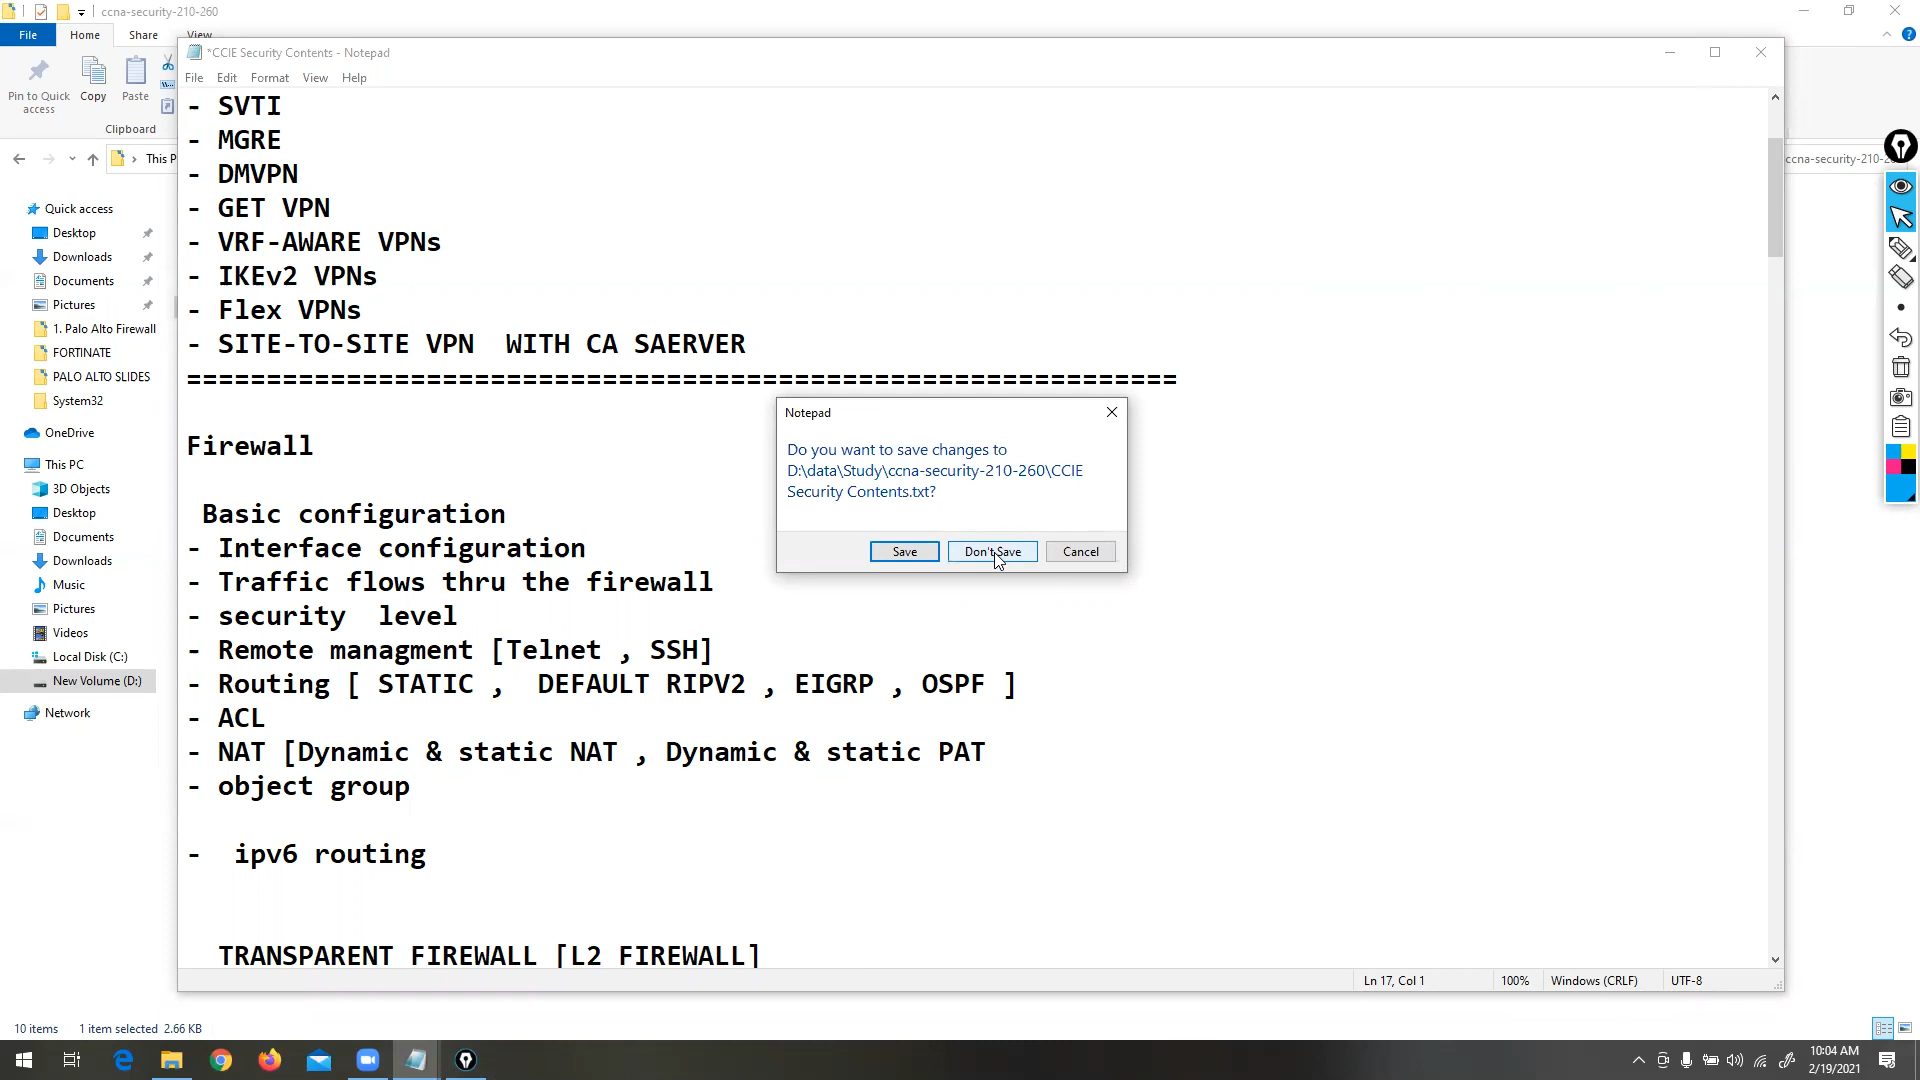 ccna-security-210-260
File
Home
Share
View
Pin to Quick
access
Copy
Paste
Clipboard
This P
ccna-security-210-2
*CCIE Security Contents - Notepad
File
Edit
Format
View
Help
- SVTI
- MGRE
- DMVPN
- GET VPN
- VRF-AWARE VPNs
- IKEv2 VPNs
- Flex VPNs
- SITE-TO-SITE VPN  WITH CA SAERVER
==============================================================
Firewall
Basic configuration
- Interface configuration
- Traffic flows thru the firewall
- security  level
- Remote managment [Telnet , SSH]
- Routing [ STATIC ,  DEFAULT RIPV2 , EIGRP , OSPF ]
- ACL
- NAT [Dynamic & static NAT , Dynamic & static PAT
- object group
-  ipv6 routing
TRANSPARENT FIREWALL [L2 FIREWALL]
Ln 17, Col 1
100%
Windows (CRLF)
UTF-8
Notepad
Do you want to save changes to
D:\data\Study\ccna-security-210-260\CCIE
Security Contents.txt?
Save
Don't Save
Cancel
Quick access
Desktop
Downloads
Documents
Pictures
1. Palo Alto Firewall
FORTINATE
PALO ALTO SLIDES
System32
OneDrive
This PC
3D Objects
Desktop
Documents
Downloads
Music
Pictures
Videos
Local Disk (C:)
New Volume (D:)
Network
10 items
1 item selected  2.66 KB
10:04 AM
2/19/2021